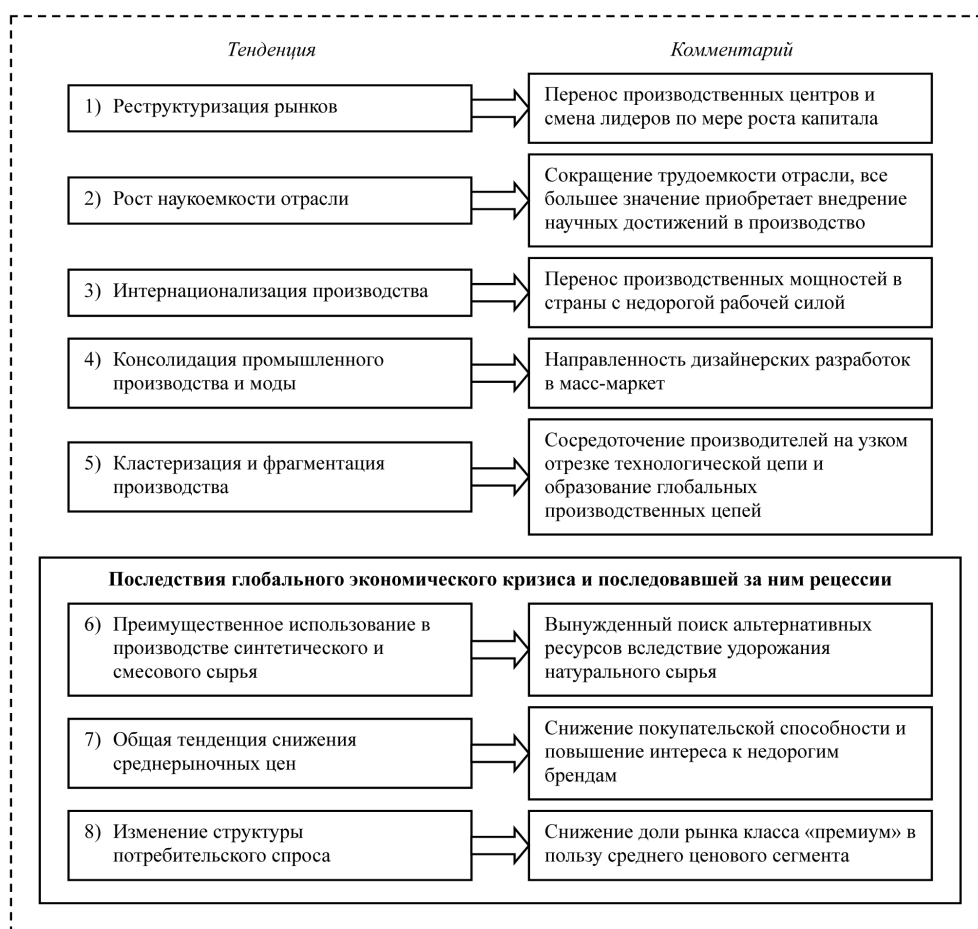 Тенденция
Комментарий
1) Реструктуризация рынков
Перенос производственных центров и
смена лидеров по мере роста капитала
2) Рост наукоемкости отрасли
Сокращение трудоемкости отрасли, все
большее значение приобретает внедрение
научных достижений в производство
3) Интернационализация производства
Перенос производственных мощностей в
страны с недорогой рабочей силой
4) Консолидация промышленного
производства и моды
Направленность дизайнерских разработок
в масс-маркет
5) Кластеризация и фрагментация
производства
Сосредоточение производителей на узком
отрезке технологической цепи и
образование глобальных
производственных цепей
Последствия глобального экономического кризиса и последовавшей за ним рецессии
6) Преимущественное использование в
производстве синтетического и
смесового сырья
Вынужденный поиск альтернативных
ресурсов вследствие удорожания
натурального сырья
7) Общая тенденция снижения
среднерыночных цен
Снижение покупательской способности и
повышение интереса к недорогим
брендам
8) Изменение структуры
потребительского спроса
Снижение доли рынка класса «премиум» в
пользу среднего ценового сегмента